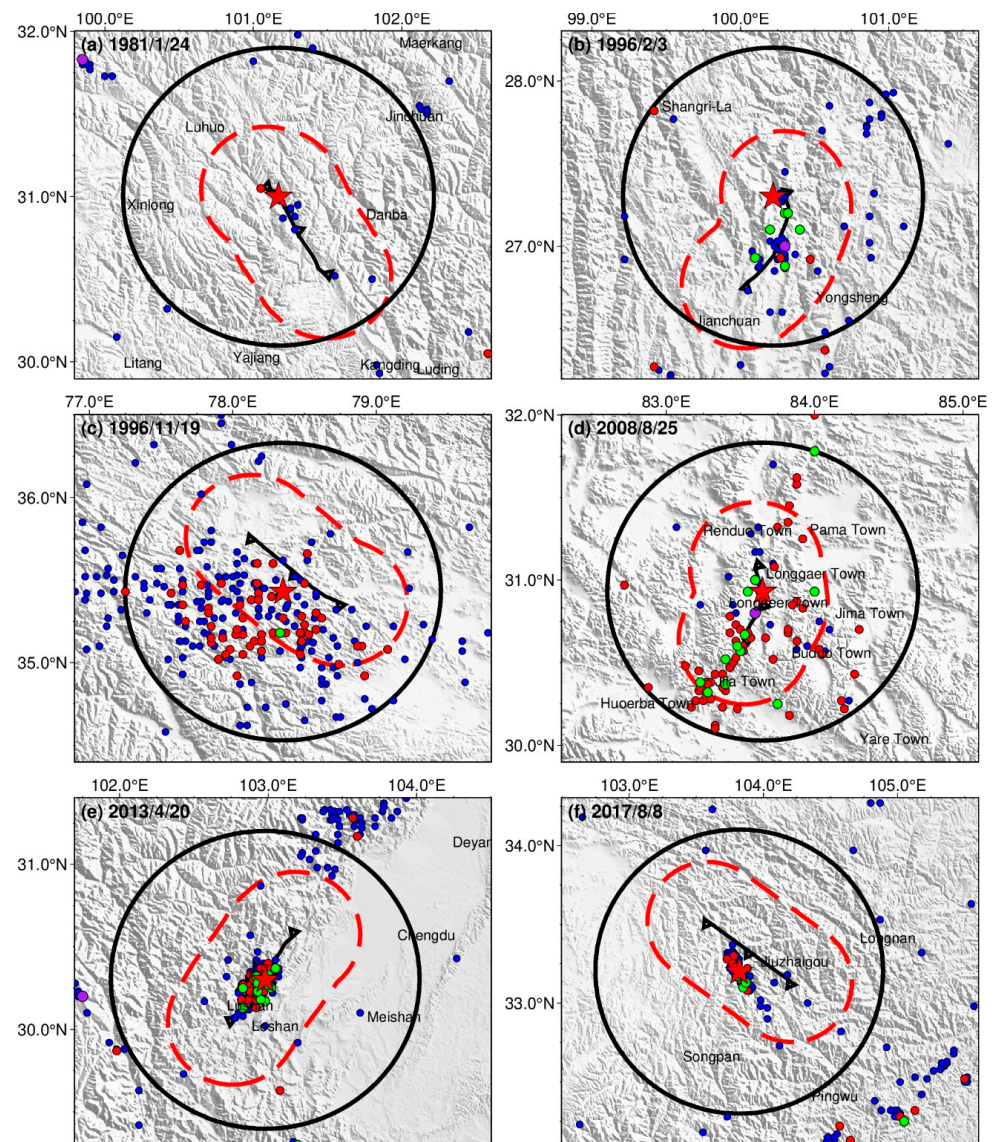 100.0°E 101.0°E 102.0°E 99.0°E 100.0°E 101.0°E
32.0°N (a) 1981/1/24 Maerkang (b) 1996/2/3
28.0°N
Jinchuan Shangri-La
Luhuo
31.0°N Xinlong Danba
27.0°N
Yongsheng
Jianchuan
30.0°N Litang Yajiang Kangding Luding
77.0°E 78.0°E 79.0°E 83.0°E 84.0°E 85.0°E
(c) 1996/11/19 32.0°N (d) 2008/8/25
36.0°N
Renduo Town Pama Town
31.0°N Longgaer Town
Longgeer Town
Jima Town
35.0°N Buduo Town
Jia Town
Huoerba Town
30.0°N Yare Town
102.0°E 103.0°E 104.0°E 103.0°E 104.0°E 105.0°E
(e) 2013/4/20 (f) 2017/8/8
Deyan 34.0°N
31.0°N
Chengdu Longnan
Jiuzhaigou
33.0°N
Lushan
30.0°N Leshan Meishan
Songpan
Pingwu